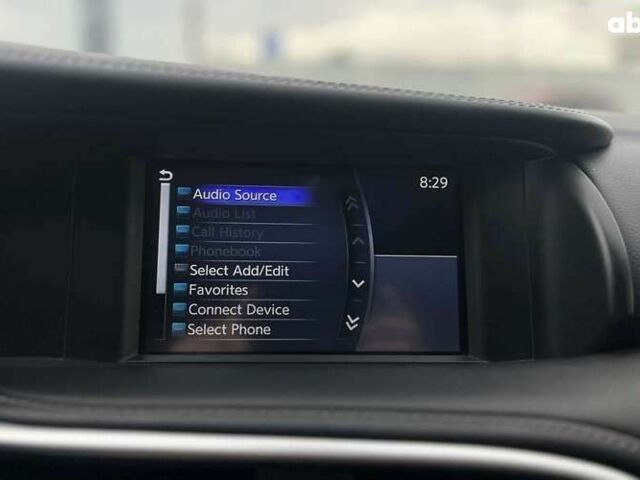 ab
8:29
Audio Source
Audio List
Call History
Phonebook
Select Add/Edit
Favorites
Connect Device
Select Phone